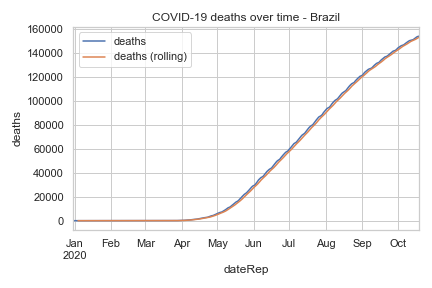 COVID-19 deaths over time - Brazil
deaths
deaths (rolling)
160000
140000
120000
100000
80000
60000
40000
20000
0
deaths
Jan Feb Mar Apr May Jun Jul Aug Sep Oct
2020
dateRep